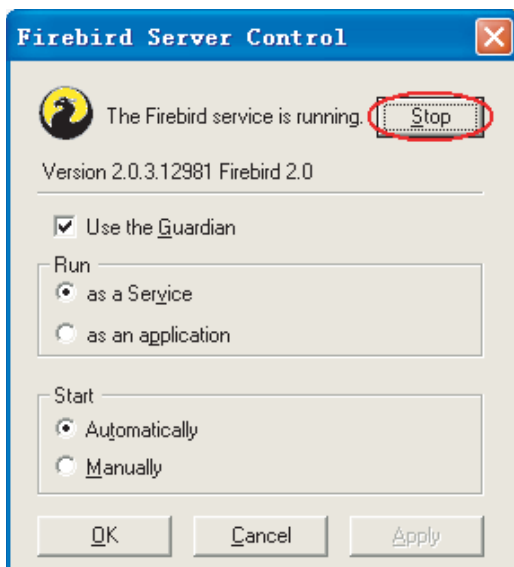 Firebird Server Control
The Firebird service is running. Stop
Version 2.0.3.12981 Firebird 2.0
Use the Guardian
Run
as a Service
as an application
Start
Automatically
Manually
OK Cancel Apply